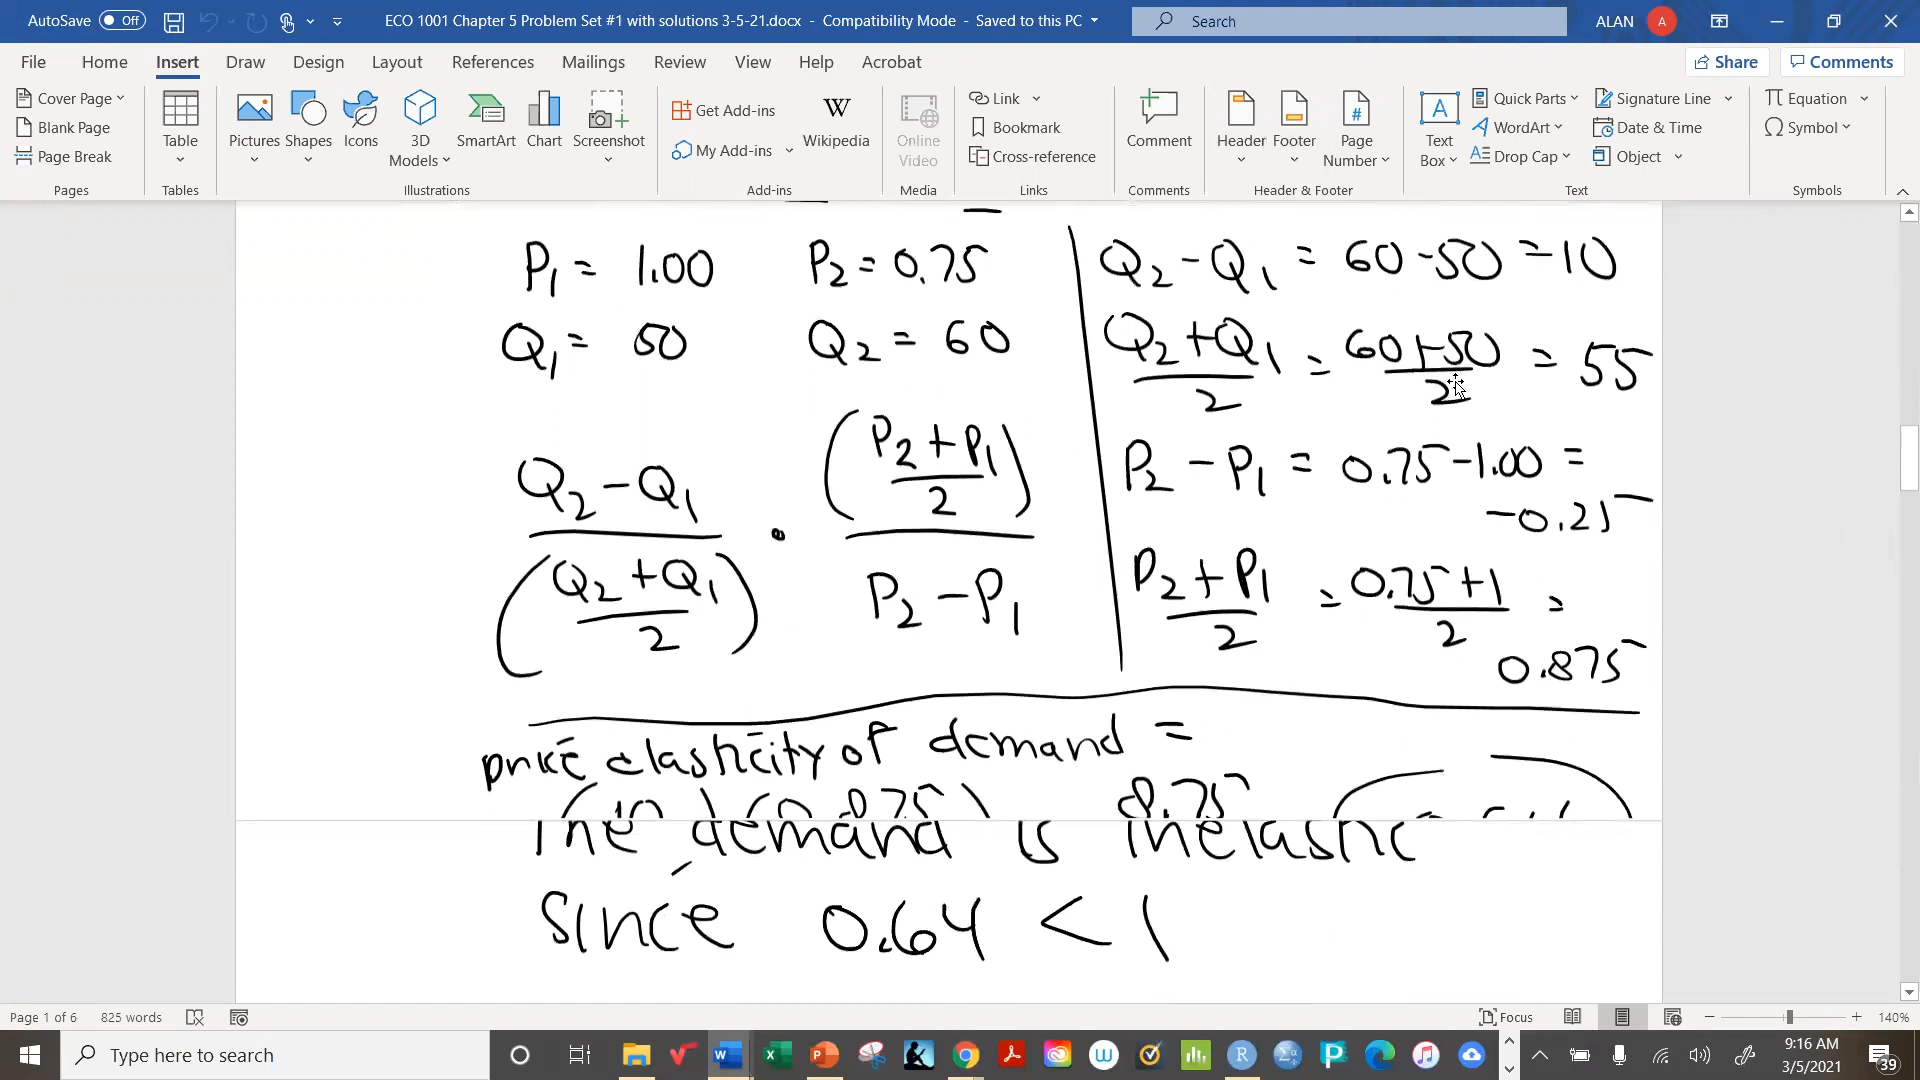 AutoSave Off
ECO 1001 Chapter 5 Problem Set #1 with solutions 3-5-21.docx - Compatibility Mode - Saved to this PC
Search
ALAN A
File Home Insert Draw Design Layout References Mailings Review View Help Acrobat Share Comments
Cover Page
Blank Page
Page Break
Pages
Table
Tables
Pictures Shapes Icons 3D Models SmartArt Chart Screenshot
Illustrations
Get Add-ins
My Add-ins
Wikipedia
Add-ins
Online Video
Media
Link
Bookmark
Cross-reference
Links
Comment
Comments
Header Footer Page Number
Header & Footer
Text Box
Quick Parts
WordArt
Drop Cap
Signature Line
Date & Time
Object
Text
Equation
Symbol
Symbols
P1 = 1.00 P2 = 0.75
Q1 = 50 Q2 = 60
(P2 + P1
2)
Q2 - Q1 .
(Q2 + Q1
2)
P2 - P1
Q2 - Q1 = 60 - 50 = 10
Q2 + Q1 = 60 + 50 = 55
2 2
P2 - P1 = 0.75 - 1.00 =
-0.25
P2 + P1 = 0.75 + 1 =
2 2
0.875
price elasticity of demand =
The demand is inelastic
since 0.64 < 1
Page 1 of 6 825 words
Focus
140%
Type here to search
9:16 AM
3/5/2021
39